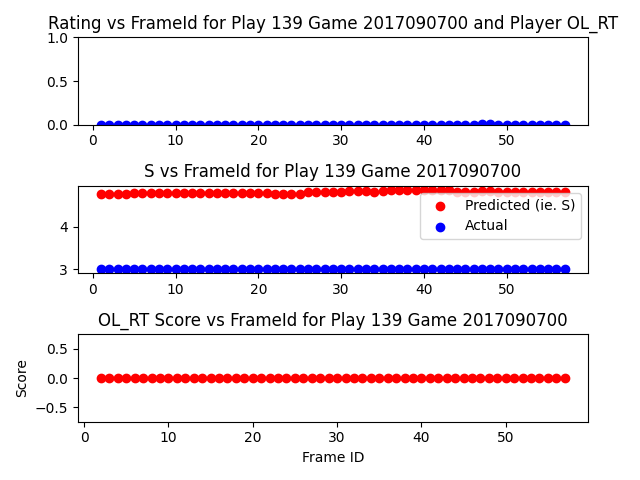 Rating vs FrameId for Play 139 Game 2017090700 and Player OL_RT
1.0
0.5
0.0
0 10 20 30 40 50
S vs FrameId for Play 139 Game 2017090700
Predicted (ie. S)
Actual
4
3
0 10 20 30 40 50
OL_RT Score vs FrameId for Play 139 Game 2017090700
Score
0.5
0.0
−0.5
0 10 20 30 40 50
Frame ID